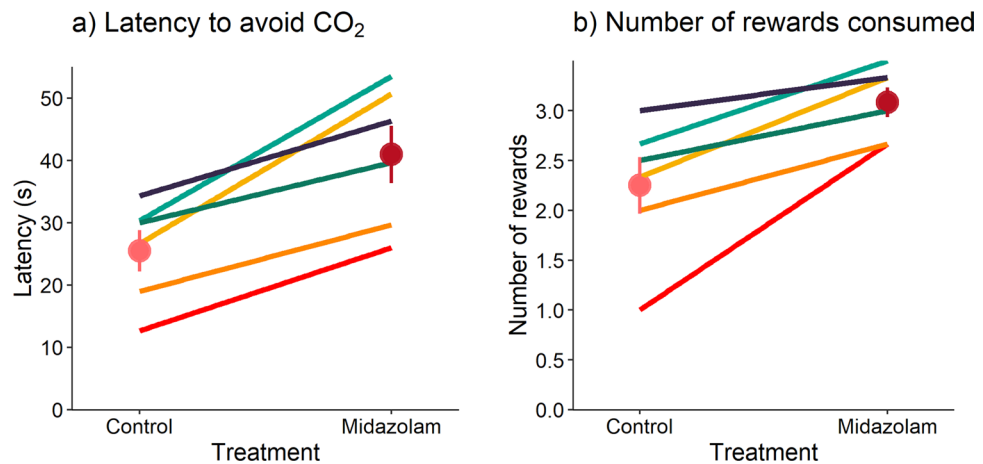 a) Latency to avoid CO₂
b) Number of rewards consumed
Latency (s)
50
40
30
20
10
0
Control
Midazolam
Treatment
Number of rewards
3.0
2.5
2.0
1.5
1.0
0.5
0.0
Control
Midazolam
Treatment